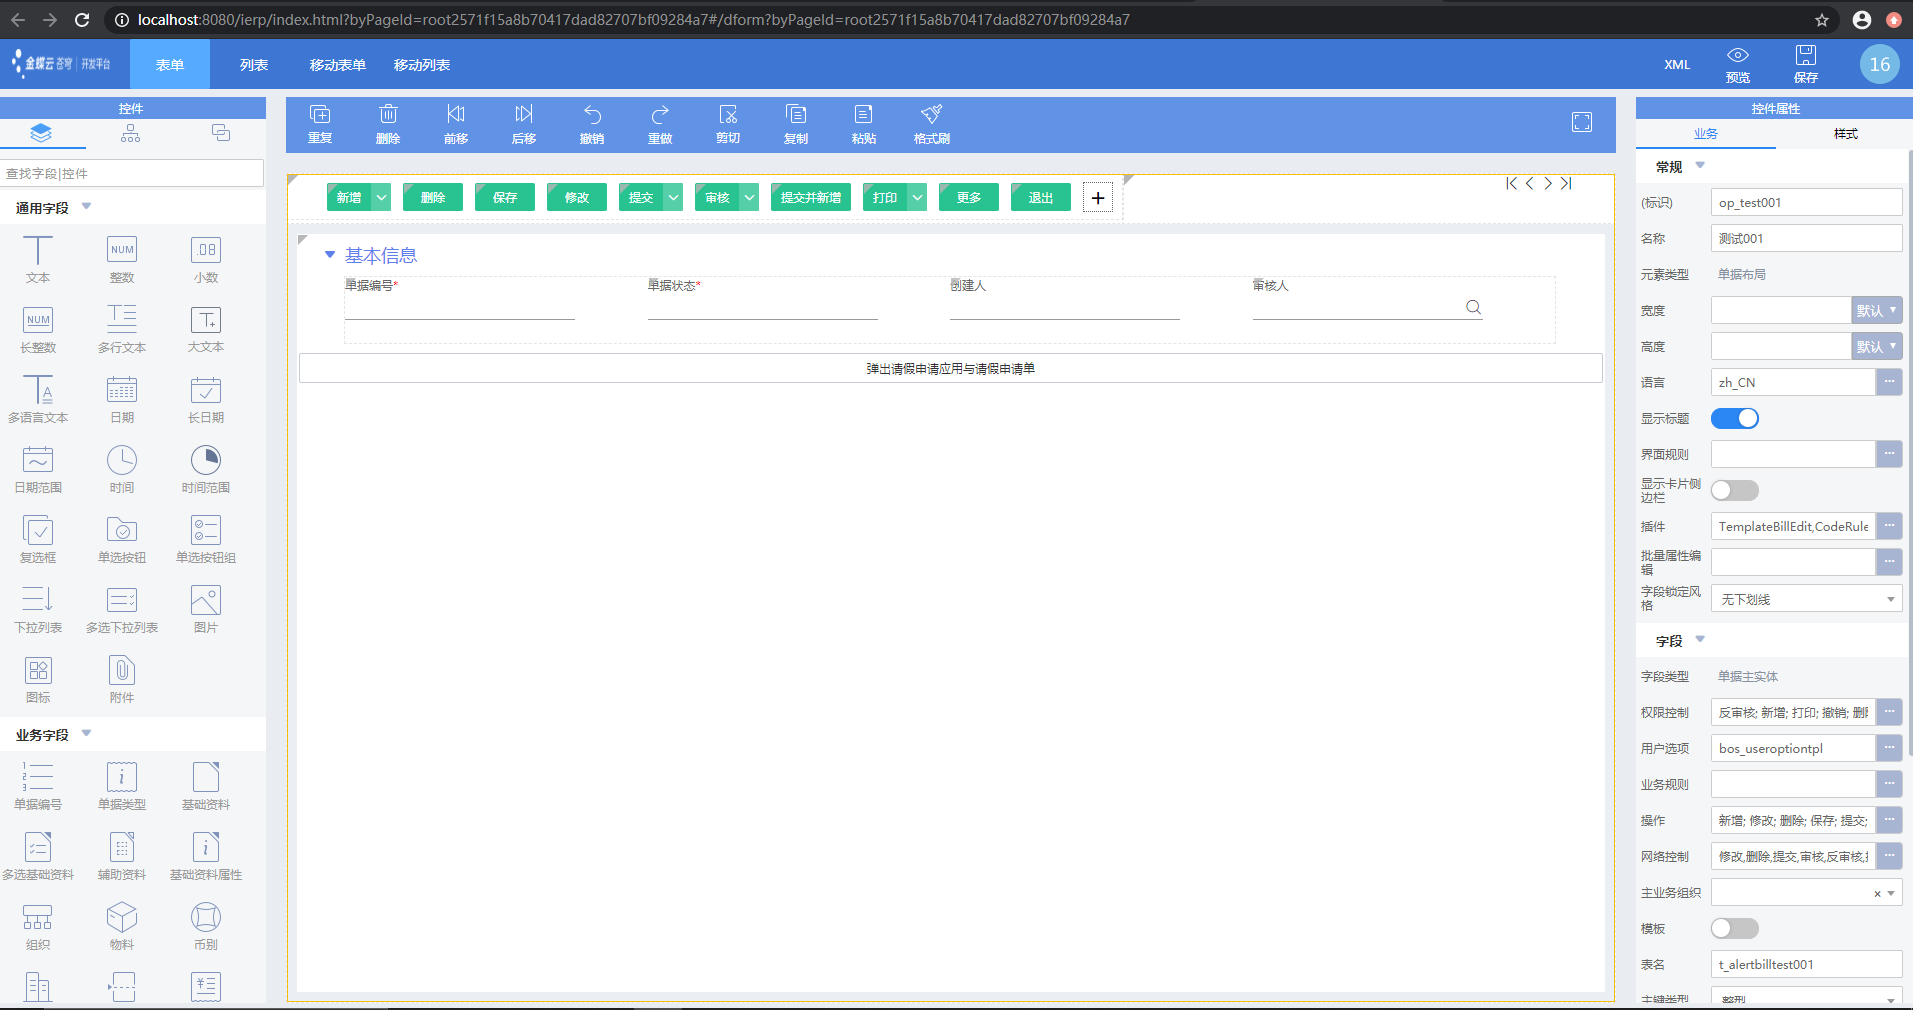 localhost:8080/ierp/index.html?byPageId=root2571f15a8b70417dad82707bf09284a7#/dform?byPageId=root2571f15a8b70417dad82707bf09284a7
金蝶云 苍穹 | 开发平台
表单 列表 移动表单 移动列表
XML 预览 保存 16
控件
查找字段|控件
通用字段
NUM .08
文本 整数 小数
NUM
长整数 多行文本 大文本
多语言文本 日期 长日期
日期范围 时间 时间范围
复选框 单选按钮 单选按钮组
下拉列表 多选下拉列表 图片
图标 附件
业务字段
单据编号 单据类型 基础资料
多选基础资料 辅助资料 基础资料属性
组织 物料 币别
重复 删除 前移 后移 撤销 重做 剪切 复制 粘贴 格式刷
新增 删除 保存 修改 提交 审核 提交并新增 打印 更多 退出 +
基本信息
单据编号* 单据状态* 创建人 审核人
弹出请假申请应用与请假申请单
控件属性
业务 样式
常规
(标识) op_test001
名称 测试001
元素类型 单据布局
宽度 默认
高度 默认
语言 zh_CN ···
显示标题
界面规则 ···
显示卡片侧
边栏
插件 TemplateBillEdit,CodeRule ···
批量属性编
辑 ···
字段锁定风
格 无下划线
字段
字段类型 单据主实体
权限控制 反审核; 新增; 打印; 撤销; 删除 ···
用户选项 bos_useroptiontpl ···
业务规则 ···
操作 新增; 修改; 删除; 保存; 提交; ···
网络控制 修改,删除,提交,审核,反审核, ···
主业务组织 ×
模板
表名 t_alertbilltest001
主键类型 整型